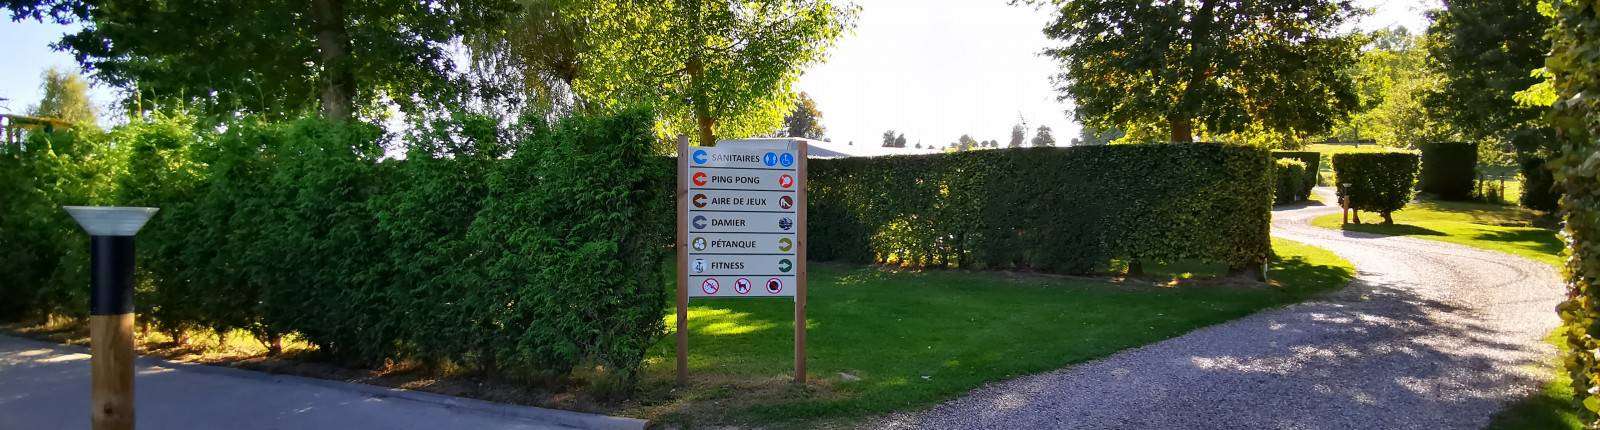 SANITAIRES
PING PONG
AIRE DE JEUX
DAMIER
PÉTANQUE
FITNESS